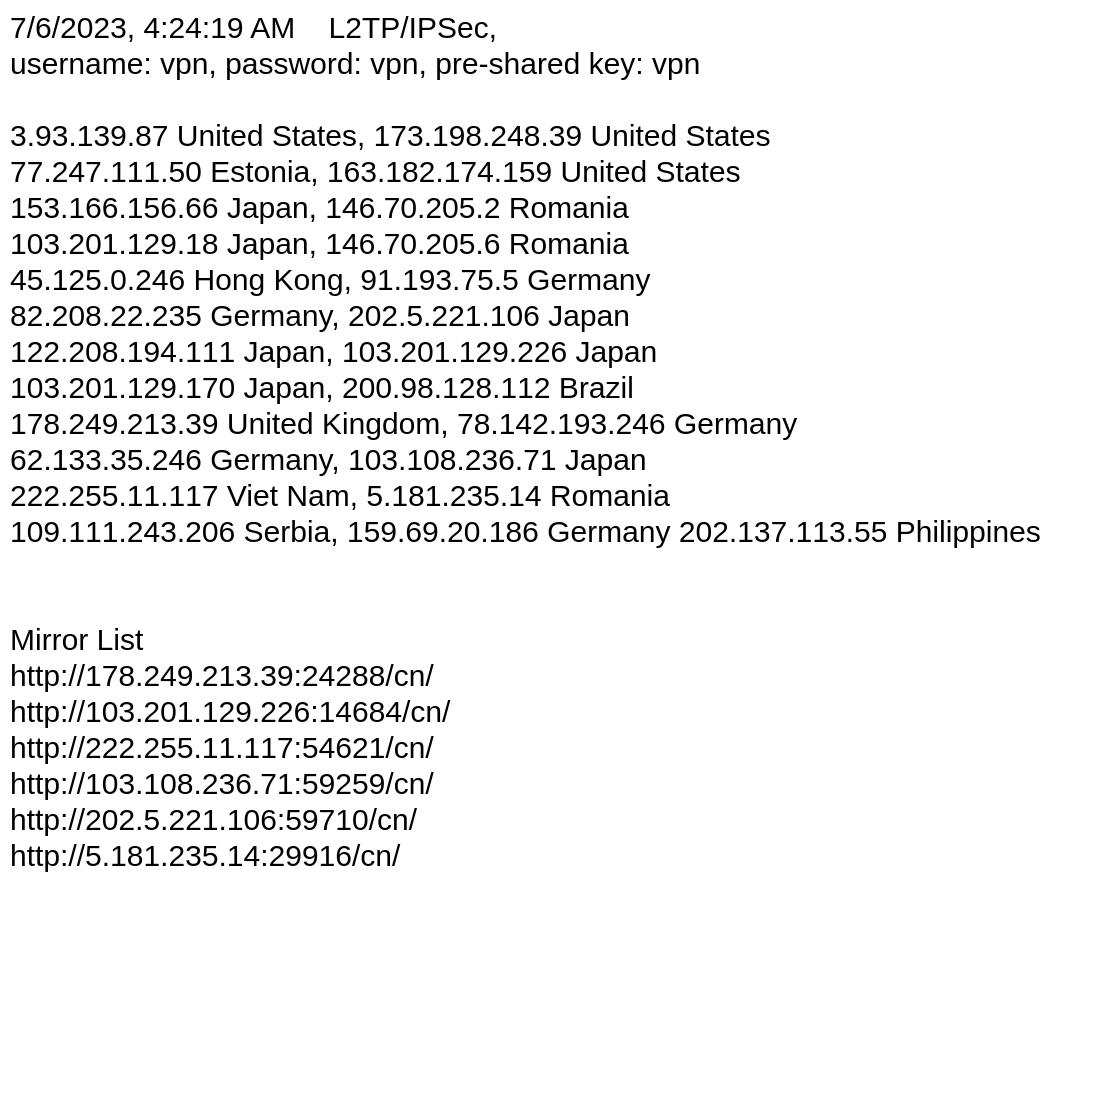 7/6/2023, 4:24:19 AM    L2TP/IPSec,
username: vpn, password: vpn, pre-shared key: vpn
3.93.139.87 United States, 173.198.248.39 United States
77.247.111.50 Estonia, 163.182.174.159 United States
153.166.156.66 Japan, 146.70.205.2 Romania
103.201.129.18 Japan, 146.70.205.6 Romania
45.125.0.246 Hong Kong, 91.193.75.5 Germany
82.208.22.235 Germany, 202.5.221.106 Japan
122.208.194.111 Japan, 103.201.129.226 Japan
103.201.129.170 Japan, 200.98.128.112 Brazil
178.249.213.39 United Kingdom, 78.142.193.246 Germany
62.133.35.246 Germany, 103.108.236.71 Japan
222.255.11.117 Viet Nam, 5.181.235.14 Romania
109.111.243.206 Serbia, 159.69.20.186 Germany 202.137.113.55 Philippines
Mirror List
http://178.249.213.39:24288/cn/
http://103.201.129.226:14684/cn/
http://222.255.11.117:54621/cn/
http://103.108.236.71:59259/cn/
http://202.5.221.106:59710/cn/
http://5.181.235.14:29916/cn/